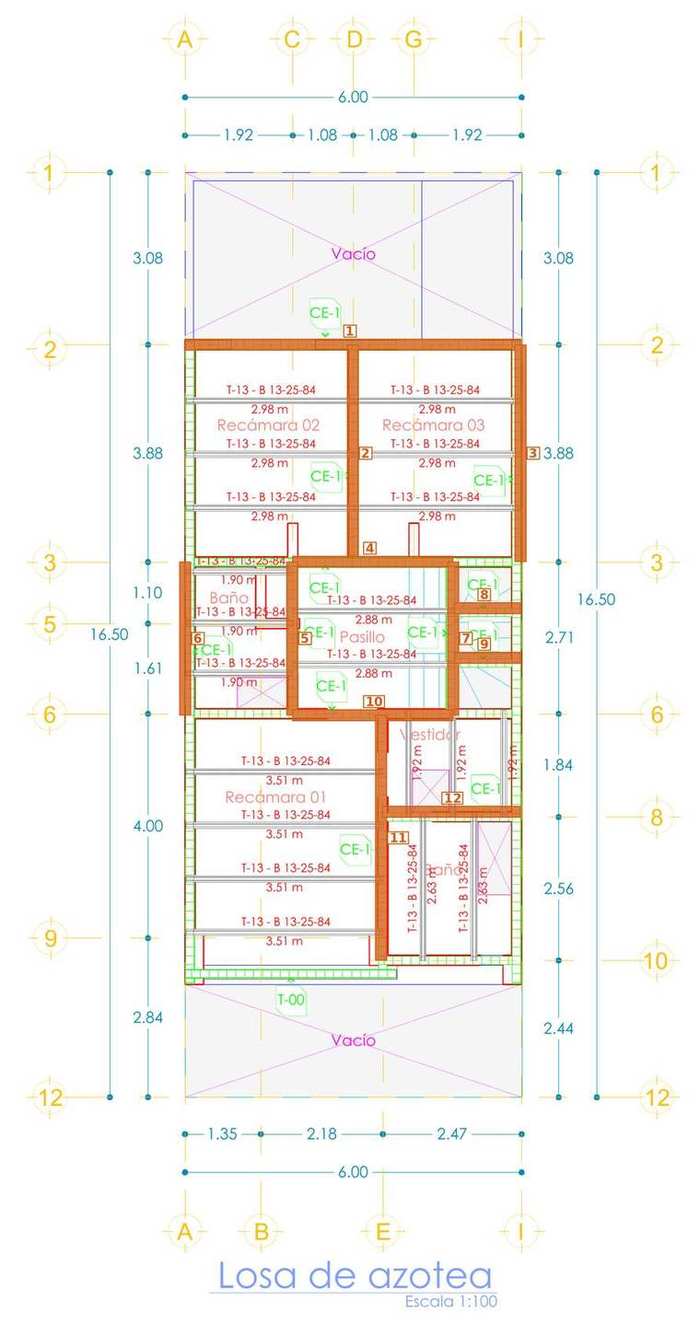 A C D G I
6.00
1.92 1.08 1.08 1.92
1 1
3.08 Vacío 3.08
CE-1
1
2 2
T-13 - B 13-25-84 T-13 - B 13-25-84
2.98 m 2.98 m
Recámara 02 Recámara 03
3.88 T-13 - B 13-25-84 2 T-13 - B 13-25-84 3 3.88
2.98 m 2.98 m
CE-1 CE-1
T-13 - B 13-25-84 T-13 - B 13-25-84
2.98 m 2.98 m
4
3 3
T-13 - B 13-25-84
1.90 m CE-1 CE-1
1.10 Baño T-13 - B 13-25-84 8
16.50 16.50
T-13 - B 13-25-84 2.88 m
5
1.90 m CE-1 Pasillo CE-1 CE-1
6 5 7 9 2.71
CE-1
1.61 T-13 - B 13-25-84 T-13 - B 13-25-84
1.90 m 2.88 m
CE-1
10
6 6
Vestidor
T-13 - B 13-25-84 1.92 m 1.92 m 1.92 m 1.84
3.51 m
Recámara 01 CE-1
12
T-13 - B 13-25-84
4.00 3.51 m 8
11
CE-1
T-13 - B 13-25-84 Baño
3.51 m
T-13 - B 13-25-84 2.63 m T-13 - B 13-25-84 2.63 m 2.56
T-13 - B 13-25-84
9 3.51 m
10
T-00
2.84 2.44
Vacío
12 12
1.35 2.18 2.47
6.00
A B E I
Losa de azotea
Escala 1:100